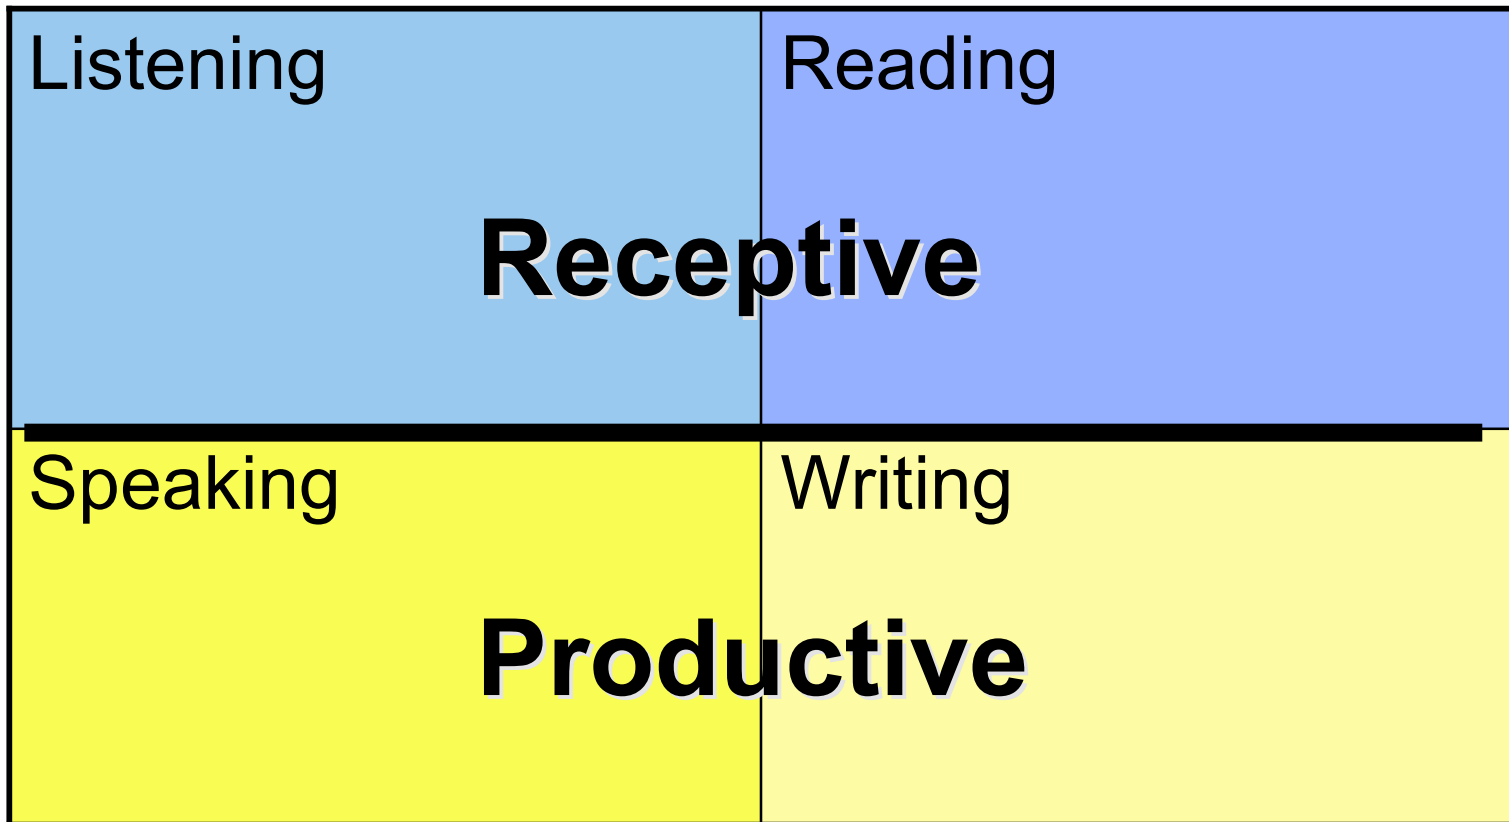 Listening
Reading
Receptive
Speaking
Writing
Productive